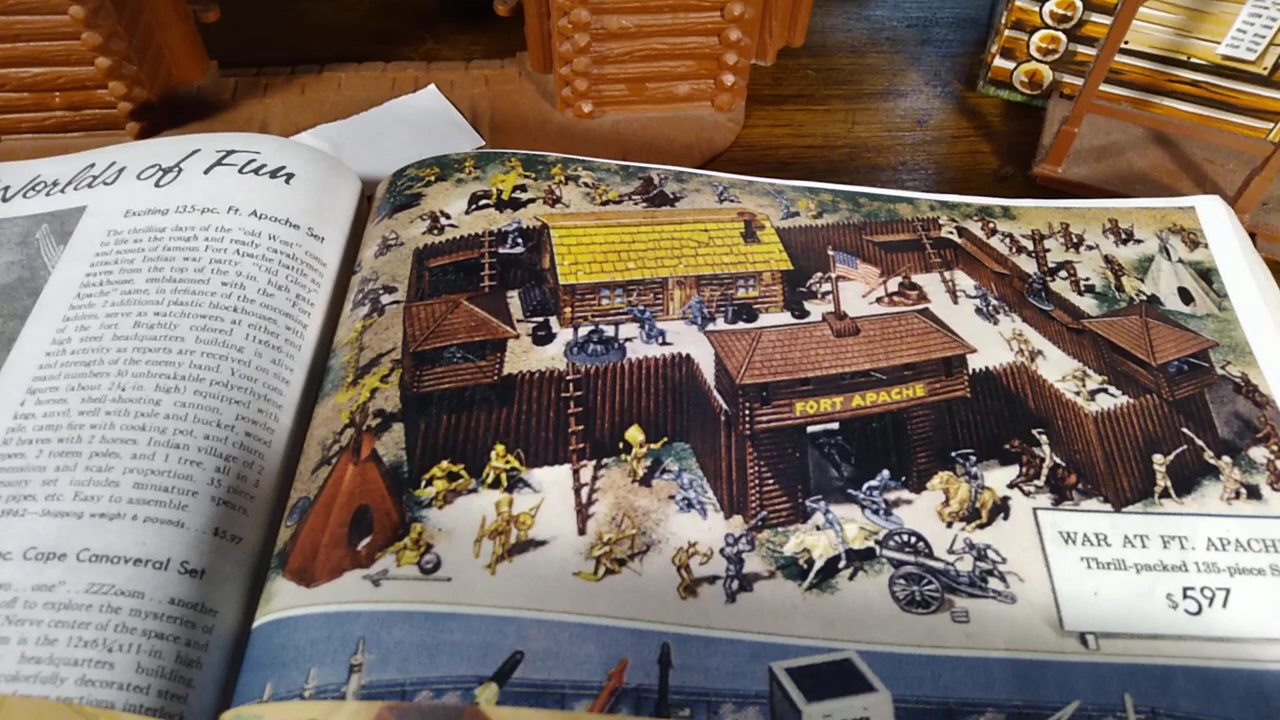 Worlds of Fun
Exciting 135-pc. Ft. Apache Set
The thrilling days of the "old West" come
to life as the rough and ready cavalrymen
and scouts of famous Fort Apache battle
attacking Indian war party. "Old Glory"
waves from the top of the 9-in. high gate
blockhouse, emblazoned with the "Fort
Apache" name, in defiance of the oncoming
horde. 2 additional plastic blockhouses, with
ladders, serve as watchtowers at either end
of the fort. Brightly colored 11x6x6-in.
high steel headquarters building is alive
with activity as reports are received on size
and strength of the enemy band. Your com-
mand numbers 30 unbreakable polyethylene
figures (about 2¼-in. high) equipped with
4 horses, shell-shooting cannon, powder
kegs, anvil, well with pole and bucket, wood
pile, camp fire with cooking pot, and churn.
30 braves with 2 horses. Indian village of 2
tepees, 2 totem poles, and 1 tree, all in 3
dimensions and scale proportion. 35-piece
accessory set includes miniature spears,
pipes, etc. Easy to assemble.
5962—Shipping weight 6 pounds... $5.97
pc. Cape Canaveral Set
one".. ZZZoom.. another
off to explore the mysteries of
Nerve center of the space and
is the 12x6¼x11-in. high
headquarters building,
colorfully decorated steel
sections interlock
FORT APACHE
WAR AT FT. APACHE
Thrill-packed 135-piece S
$5.97